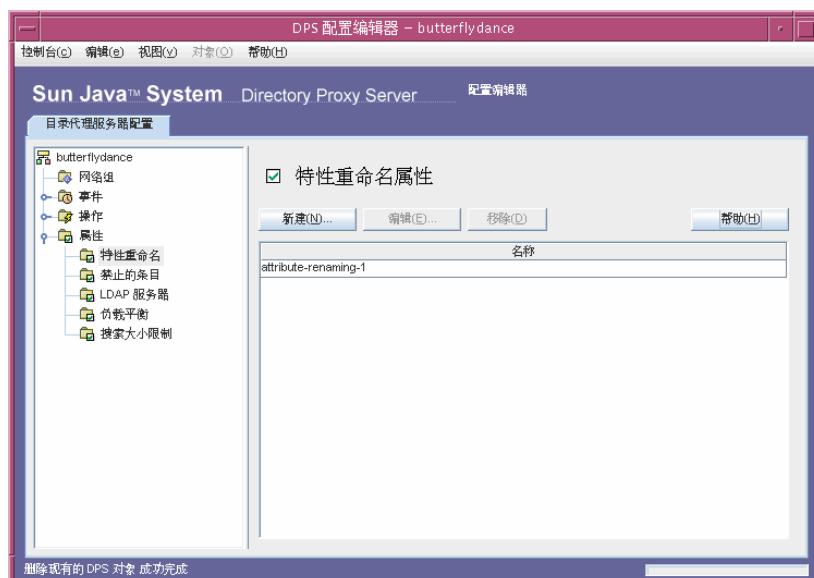 DPS 配置编辑器 – butterflydance
控制台(C) 编辑(e) 视图(V) 对象(O) 帮助(H)
Sun Java™ System Directory Proxy Server 配置编辑器
目录代理服务器配置
butterflydance
网络组
事件
操作
属性
特性重命名
禁止的条目
LDAP 服务器
负载平衡
搜索大小限制
特性重命名属性
新建(N)... 编辑(E)... 移除(D) 帮助(H)
名称
attribute-renaming-1
删除现有的 DPS 对象 成功完成